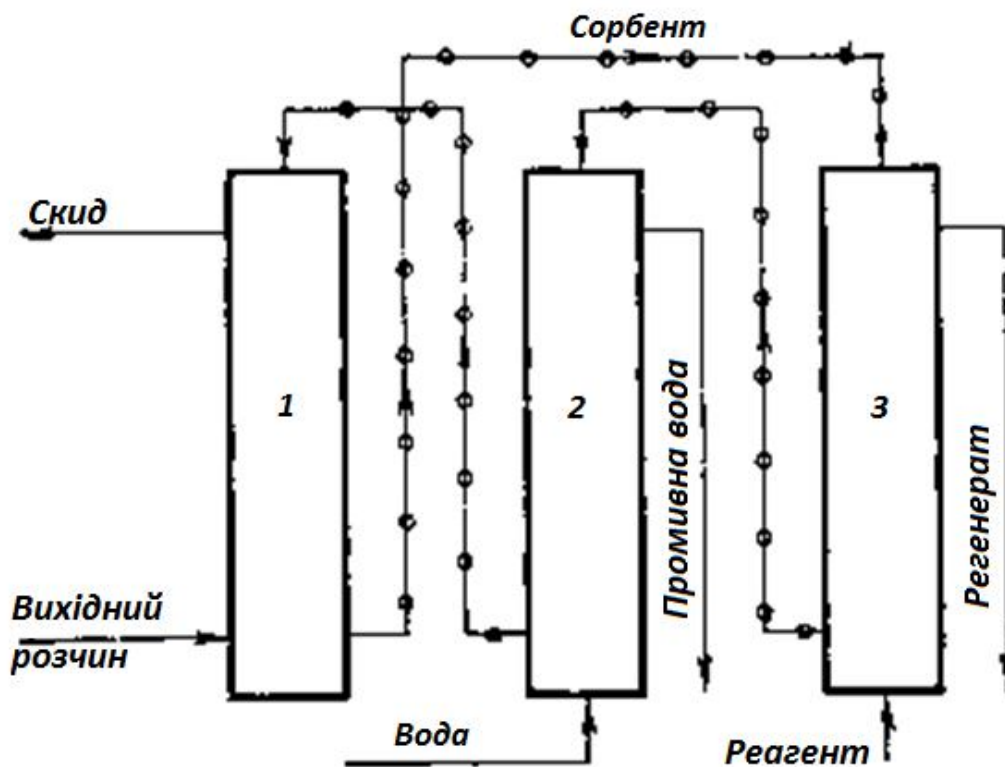 Сорбент
Скид
1
2
3
Промивна вода
Регенерат
Вихідний
розчин
Вода
Реагент